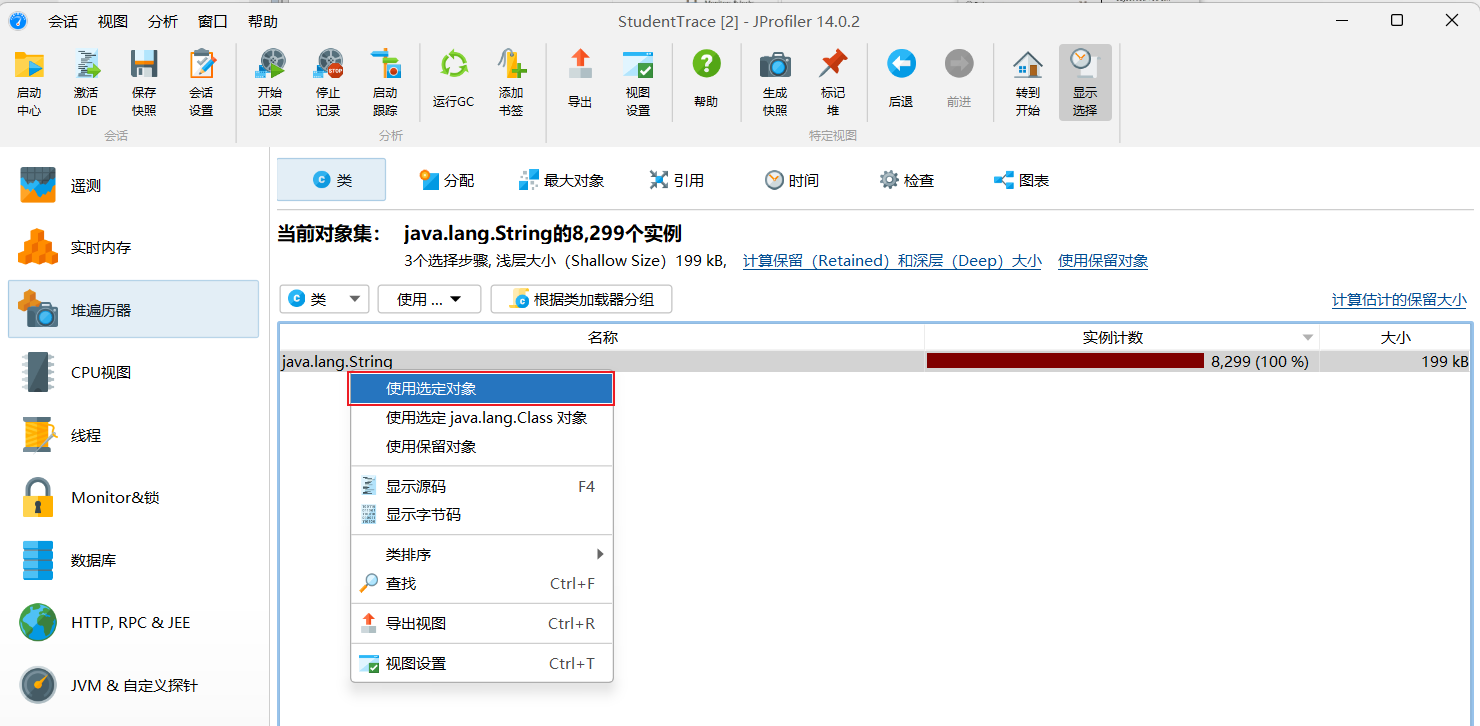 会话 视图 分析 窗口 帮助
StudentTrace [2] - JProfiler 14.0.2
启动
中心
激活
IDE
保存
快照
会话
设置
开始
记录
停止
记录
启动
跟踪
运行GC
添加
书签
导出
视图
设置
帮助
生成
快照
标记
堆
后退
前进
转到
开始
显示
选择
会话
分析
特定视图
遥测
实时内存
堆遍历器
CPU视图
线程
Monitor&锁
数据库
HTTP, RPC & JEE
JVM & 自定义探针
类 分配 最大对象 引用 时间 检查 图表
当前对象集： java.lang.String的8,299个实例
3个选择步骤, 浅层大小（Shallow Size）199 kB, 计算保留（Retained）和深层（Deep）大小 使用保留对象
类 使用 ... 根据类加载器分组 计算估计的保留大小
名称 实例计数 大小
java.lang.String 8,299 (100 %) 199 kB
使用选定对象
使用选定 java.lang.Class 对象
使用保留对象
显示源码 F4
显示字节码
类排序
查找 Ctrl+F
导出视图 Ctrl+R
视图设置 Ctrl+T